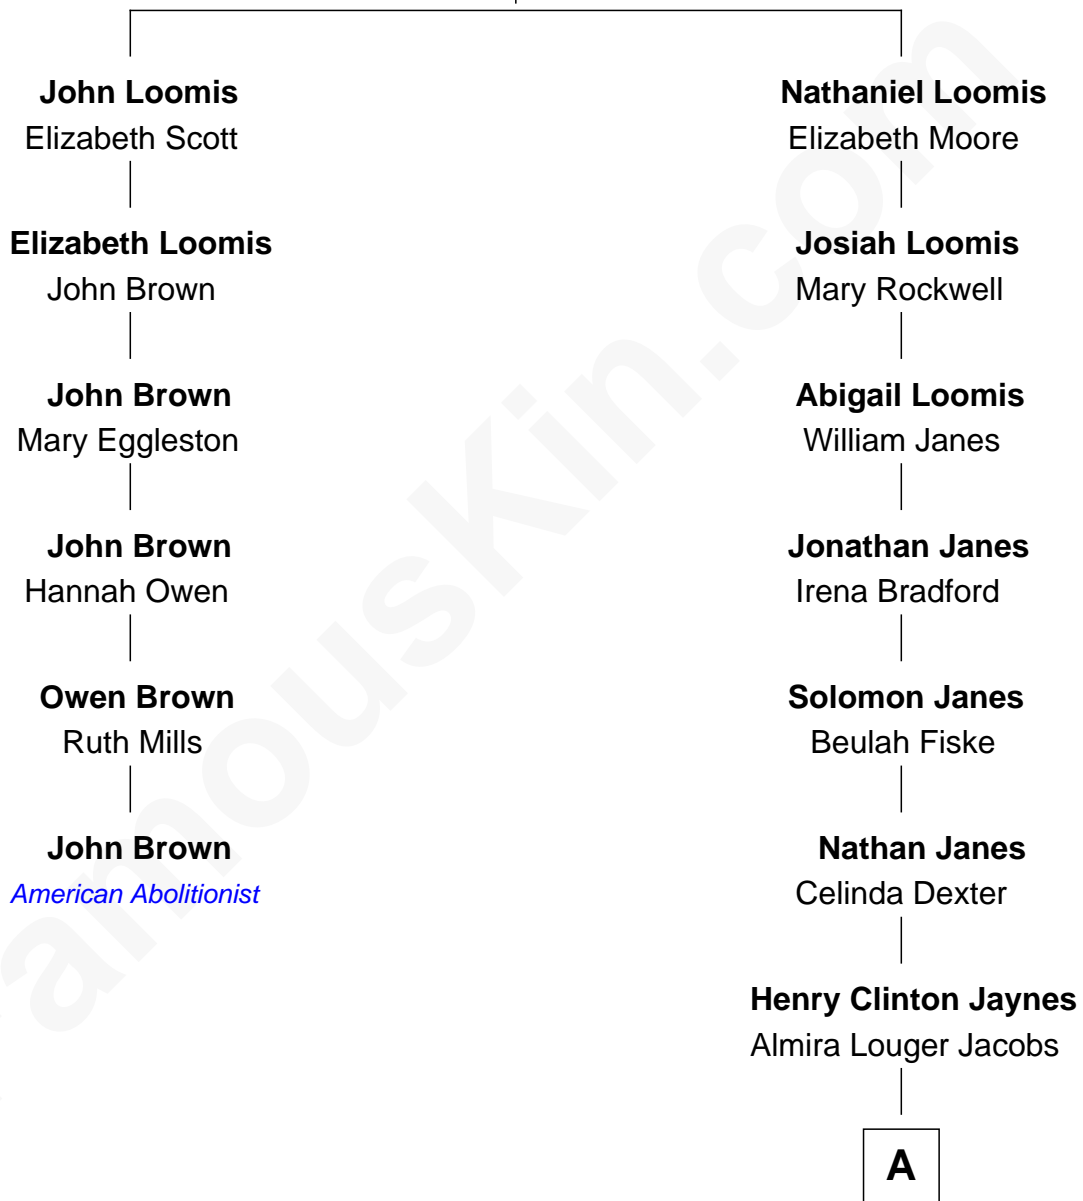 John Loomis
Elizabeth Scott
Elizabeth Loomis
John Brown
John Brown
Mary Eggleston
John Brown
Hannah Owen
Owen Brown
Ruth Mills
John Brown
American Abolitionist
Nathaniel Loomis
Elizabeth Moore
Josiah Loomis
Mary Rockwell
Abigail Loomis
William Janes
Jonathan Janes
Irena Bradford
Solomon Janes
Beulah Fiske
Nathan Janes
Celinda Dexter
Henry Clinton Jaynes
Almira Louger Jacobs
A
amouskin.com